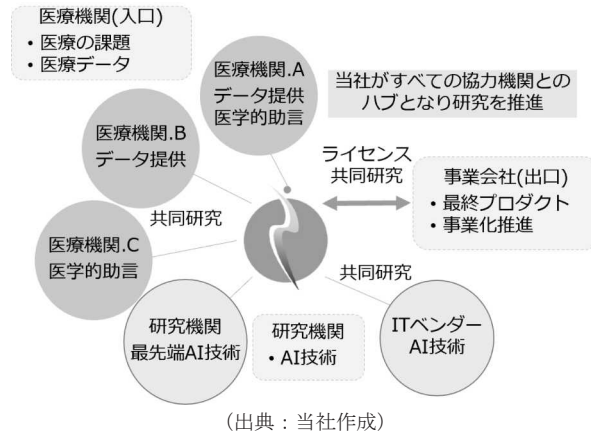 医療機関(入口)
• 医療の課題
• 医療データ
医療機関.A
データ提供
医学的助言
当社がすべての協力機関との
ハブとなり研究を推進
医療機関.B
データ提供
ライセンス
共同研究
事業会社(出口)
• 最終プロダクト
• 事業化推進
共同研究
医療機関.C
医学的助言
共同研究
研究機関
最先端AI技術
研究機関
• AI技術
ITベンダー
AI技術
(出典：当社作成)